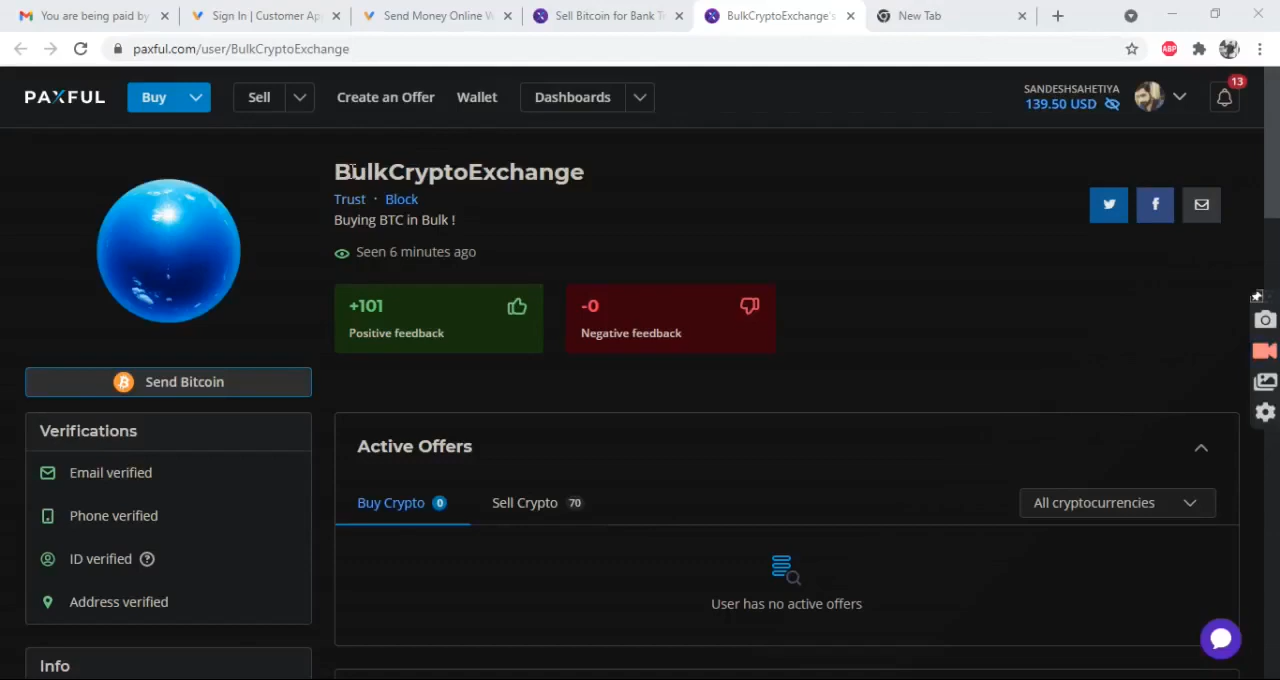 You are being paid by
Sign In | Customer Ap
Send Money Online W
Sell Bitcoin for Bank T
BulkCryptoExchange's
New Tab
paxful.com/user/BulkCryptoExchange
ABP
PAXFUL
Buy
Sell
Create an Offer
Wallet
Dashboards
SANDESHSAHETIYA
139.50 USD
13
BulkCryptoExchange
Trust · Block
Buying BTC in Bulk !
Seen 6 minutes ago
+101
Positive feedback
-0
Negative feedback
Send Bitcoin
Verifications
Email verified
Phone verified
ID verified ?
Address verified
Info
Active Offers
Buy Crypto 0
Sell Crypto 70
All cryptocurrencies
User has no active offers